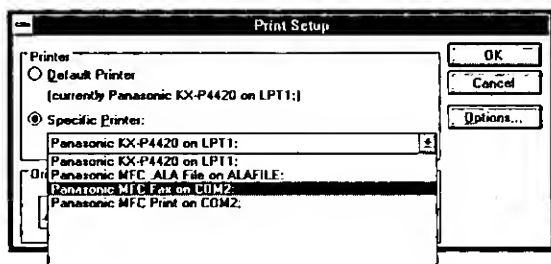 Print Setup
Printer
Default Printer
(currently Panasonic KX-P4420 on LPT1:)
Specific Printer:
Panasonic KX-P4420 on LPT1:
Panasonic KX-P4420 on LPT1:
Panasonic MFC .ALA File on ALAFILE:
Panasonic MFC Fax on COM2:
Panasonic MFC Print on COM2:
OK
Cancel
Options...